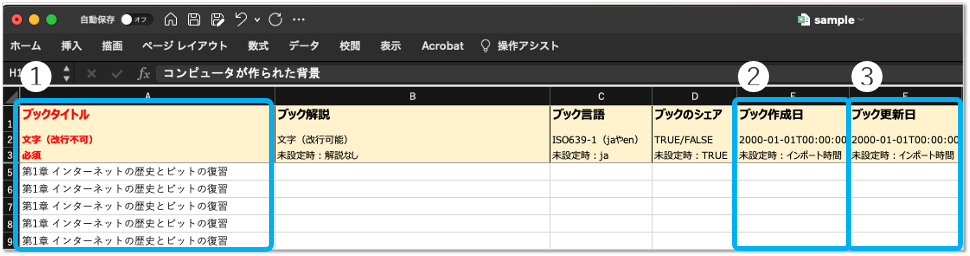 自動保存 オフ sample
ホーム 挿入 描画 ページ レイアウト 数式 データ 校閲 表示 Acrobat 操作アシスト
H1 fx コンピュータが作られた背景
1 2 3
A B C D E F
1 ブックタイトル ブック解説 ブック言語 ブックのシェア ブック作成日 ブック更新日
2 文字（改行不可） 文字（改行可能） ISO639-1（jaやen） TRUE/FALSE 2000-01-01T00:00:00 2000-01-01T00:00:00
3 必須 未設定時：解説なし 未設定時：ja 未設定時：TRUE 未設定時：インポート時間 未設定時：インポート時間
5 第1章 インターネットの歴史とビットの復習
6 第1章 インターネットの歴史とビットの復習
7 第1章 インターネットの歴史とビットの復習
8 第1章 インターネットの歴史とビットの復習
9 第1章 インターネットの歴史とビットの復習